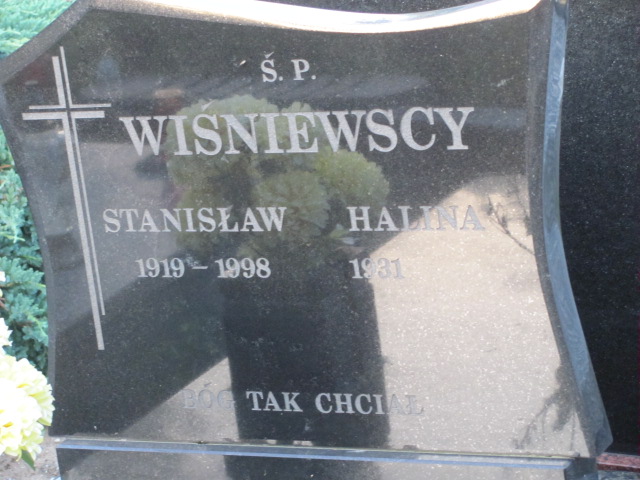 Ś. P.
WIŚNIEWSCY
STANISŁAW HALINA
1919 – 1998 1931
BÓG TAK CHCIAŁ